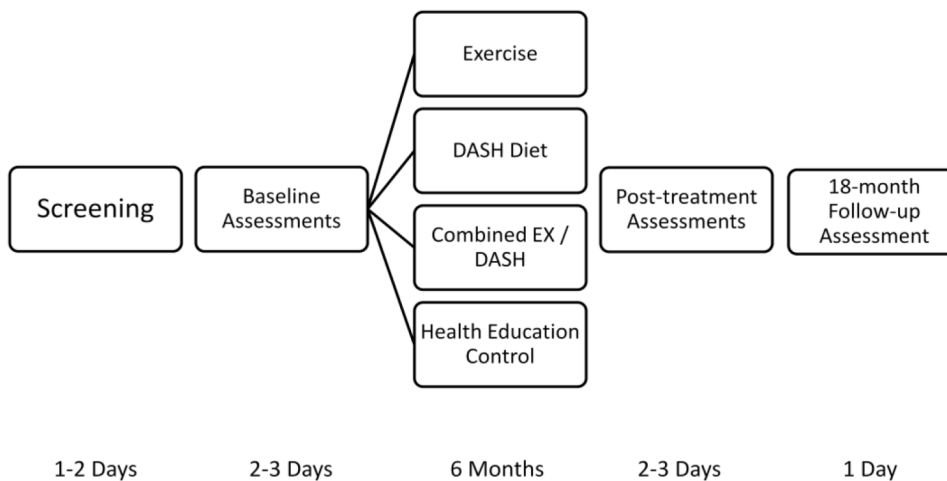 Screening
Baseline
Assessments
Exercise
DASH Diet
Combined EX /
DASH
Health Education
Control
Post-treatment
Assessments
18-month
Follow-up
Assessment
1-2 Days
2-3 Days
6 Months
2-3 Days
1 Day